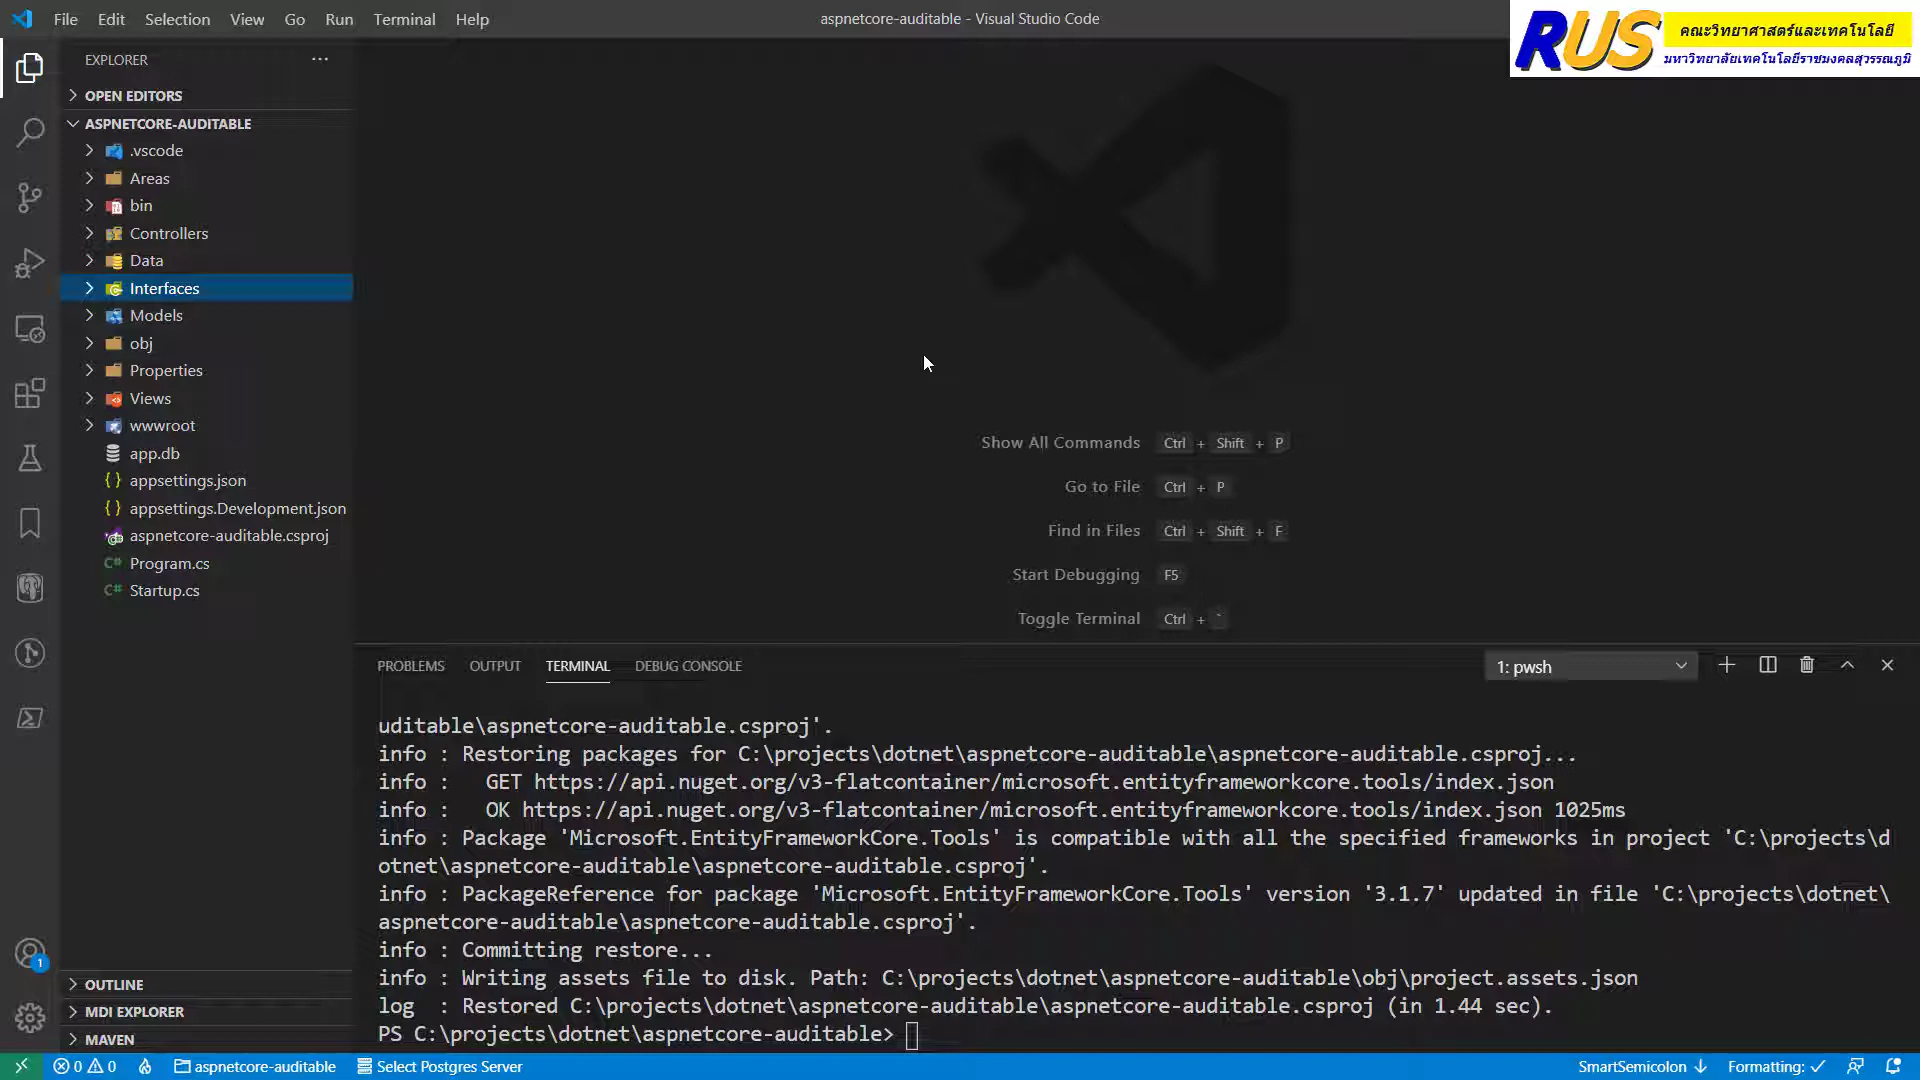 File Edit Selection View Go Run Terminal Help
aspnetcore-auditable - Visual Studio Code
RUS
คณะวิทยาศาสตร์และเทคโนโลยี
มหาวิทยาลัยเทคโนโลยีราชมงคลสุวรรณภูมิ
EXPLORER
OPEN EDITORS
ASPNETCORE-AUDITABLE
.vscode
Areas
bin
Controllers
Data
Interfaces
Models
obj
Properties
Views
wwwroot
app.db
appsettings.json
appsettings.Development.json
aspnetcore-auditable.csproj
Program.cs
Startup.cs
OUTLINE
MDI EXPLORER
MAVEN
Show All Commands Ctrl + Shift + P
Go to File Ctrl + P
Find in Files Ctrl + Shift + F
Start Debugging F5
Toggle Terminal Ctrl + `
PROBLEMS OUTPUT TERMINAL DEBUG CONSOLE
1: pwsh
uditable\aspnetcore-auditable.csproj'.
info : Restoring packages for C:\projects\dotnet\aspnetcore-auditable\aspnetcore-auditable.csproj...
info :   GET https://api.nuget.org/v3-flatcontainer/microsoft.entityframeworkcore.tools/index.json
info :   OK https://api.nuget.org/v3-flatcontainer/microsoft.entityframeworkcore.tools/index.json 1025ms
info : Package 'Microsoft.EntityFrameworkCore.Tools' is compatible with all the specified frameworks in project 'C:\projects\d
otnet\aspnetcore-auditable\aspnetcore-auditable.csproj'.
info : PackageReference for package 'Microsoft.EntityFrameworkCore.Tools' version '3.1.7' updated in file 'C:\projects\dotnet\
aspnetcore-auditable\aspnetcore-auditable.csproj'.
info : Committing restore...
info : Writing assets file to disk. Path: C:\projects\dotnet\aspnetcore-auditable\obj\project.assets.json
log  : Restored C:\projects\dotnet\aspnetcore-auditable\aspnetcore-auditable.csproj (in 1.44 sec).
PS C:\projects\dotnet\aspnetcore-auditable>
1
0 0 aspnetcore-auditable Select Postgres Server
SmartSemicolon ↓ Formatting: ✓